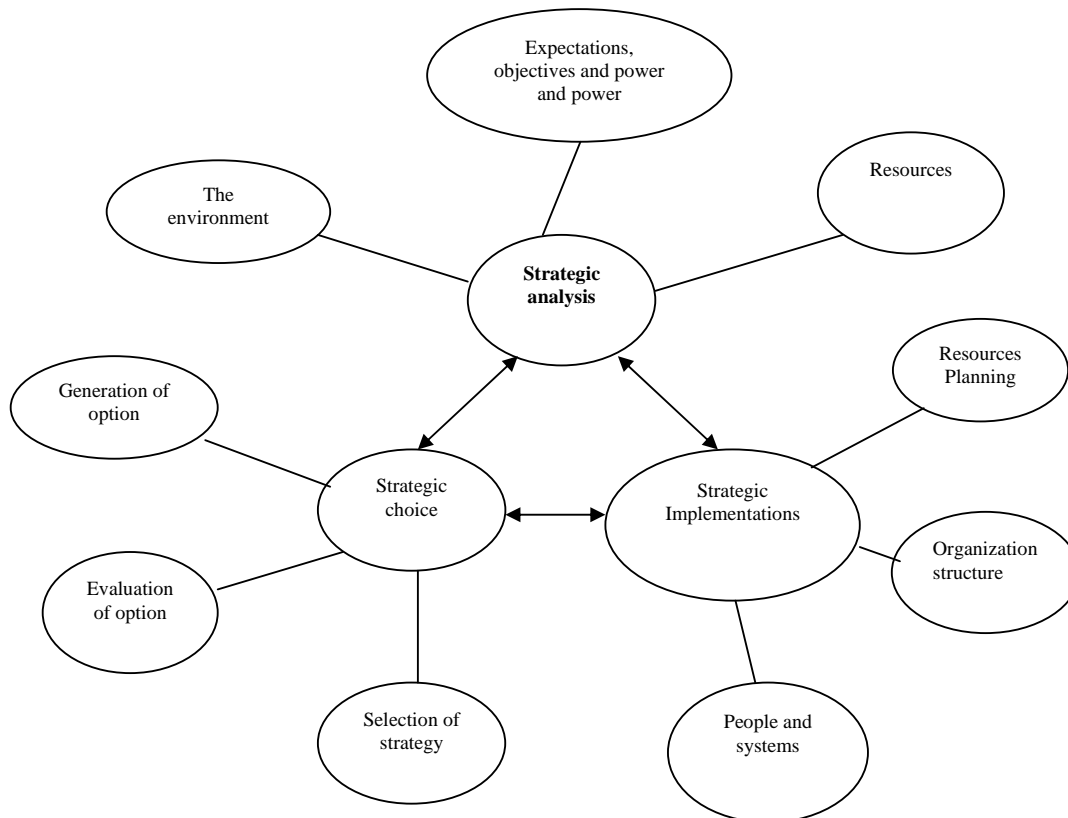 Expectations,
objectives and power
and power
Resources
The
environment
Strategic
analysis
Resources
Planning
Generation of
option
Strategic
choice
Strategic
Implementations
Organization
structure
Evaluation
of option
Selection of
strategy
People and
systems